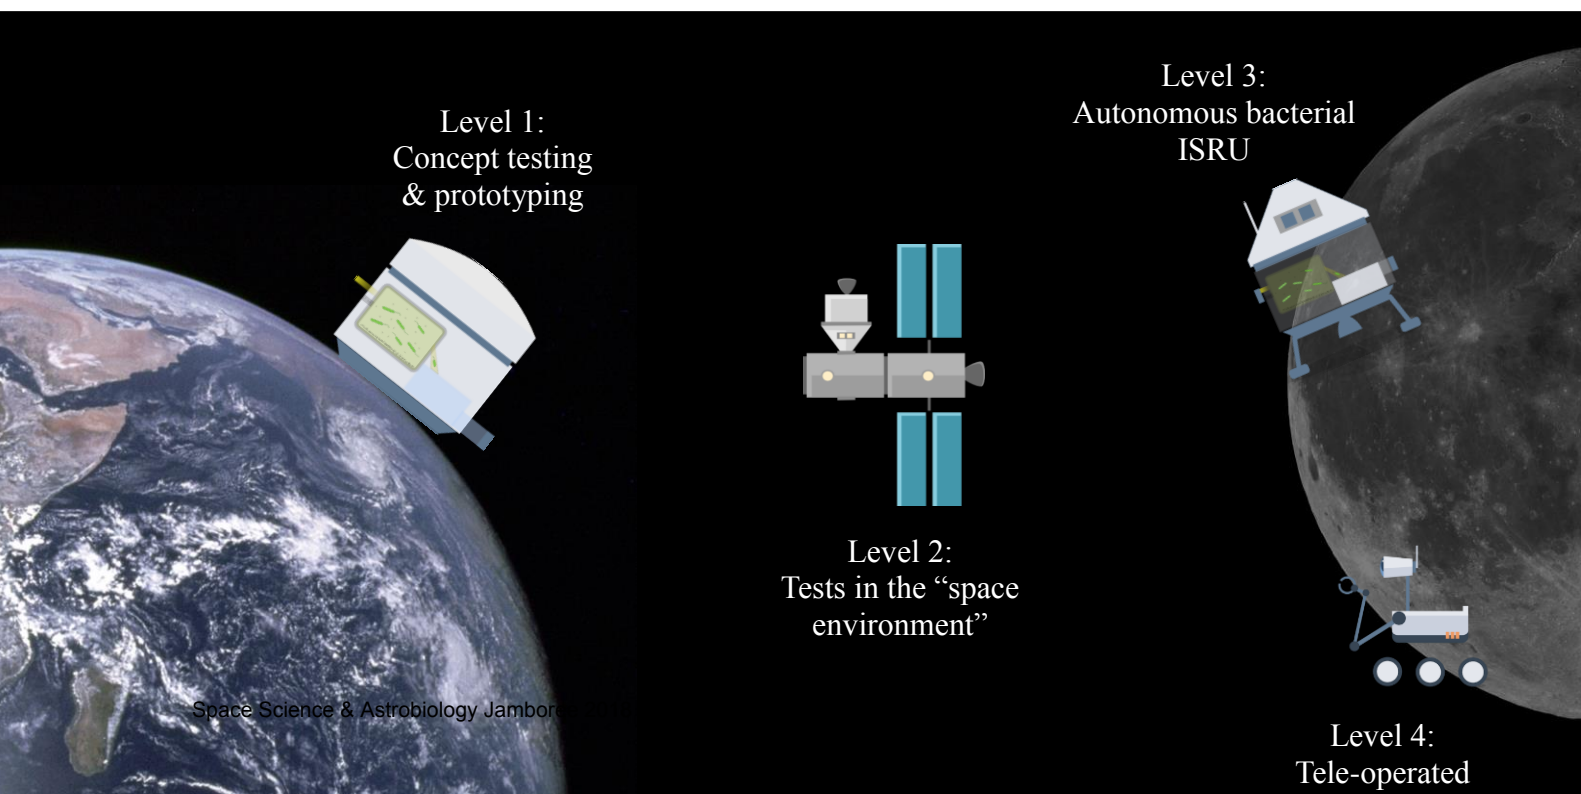 Level 1:
Concept testing
& prototyping
Level 2:
Tests in the “space
environment”
Level 3:
Autonomous bacterial
ISRU
Level 4:
Tele-operated
Space Science & Astrobiology Jamboree